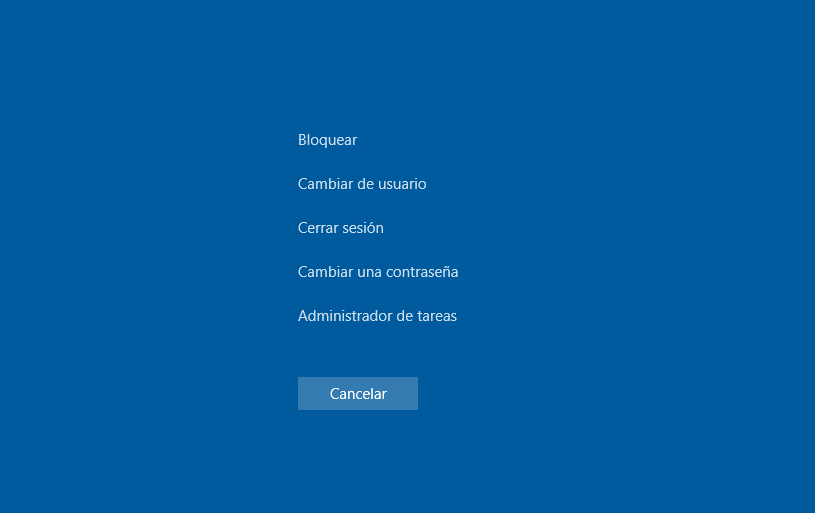 Bloquear
Cambiar de usuario
Cerrar sesión
Cambiar una contraseña
Administrador de tareas
Cancelar